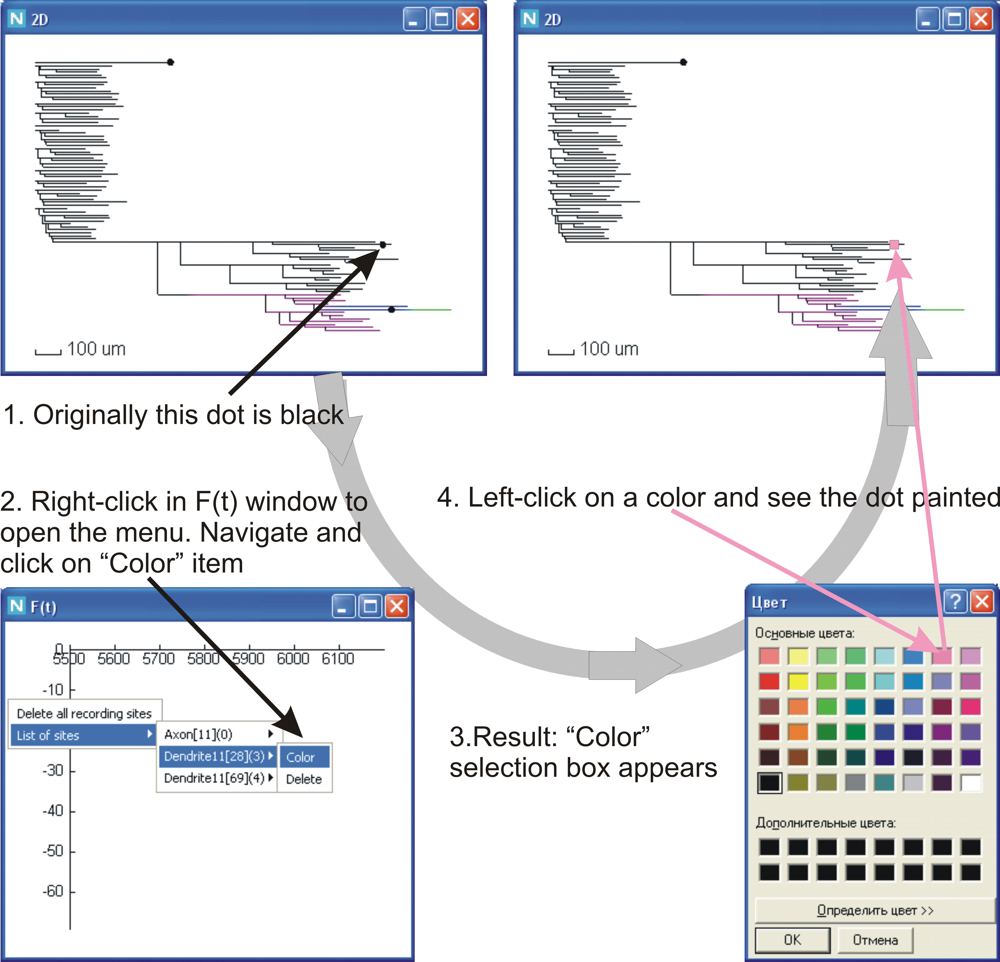 N 2D
100 um
N 2D
100 um
1. Originally this dot is black
2. Right-click in F(t) window to
open the menu. Navigate and
click on “Color” item
4. Left-click on a color and see the dot painted
N F(t)
0
5500 5600 5700 5800 5900 6000 6100
-10
-30
-40
-50
-60
Delete all recording sites
List of sites
Axon[11](0)
Dendrite11[28](3)
Dendrite11[69](4)
Color
Delete
3.Result: “Color”
selection box appears
Цвет
?
Основные цвета:
Дополнительные цвета:
Определить цвет >>
OK
Отмена